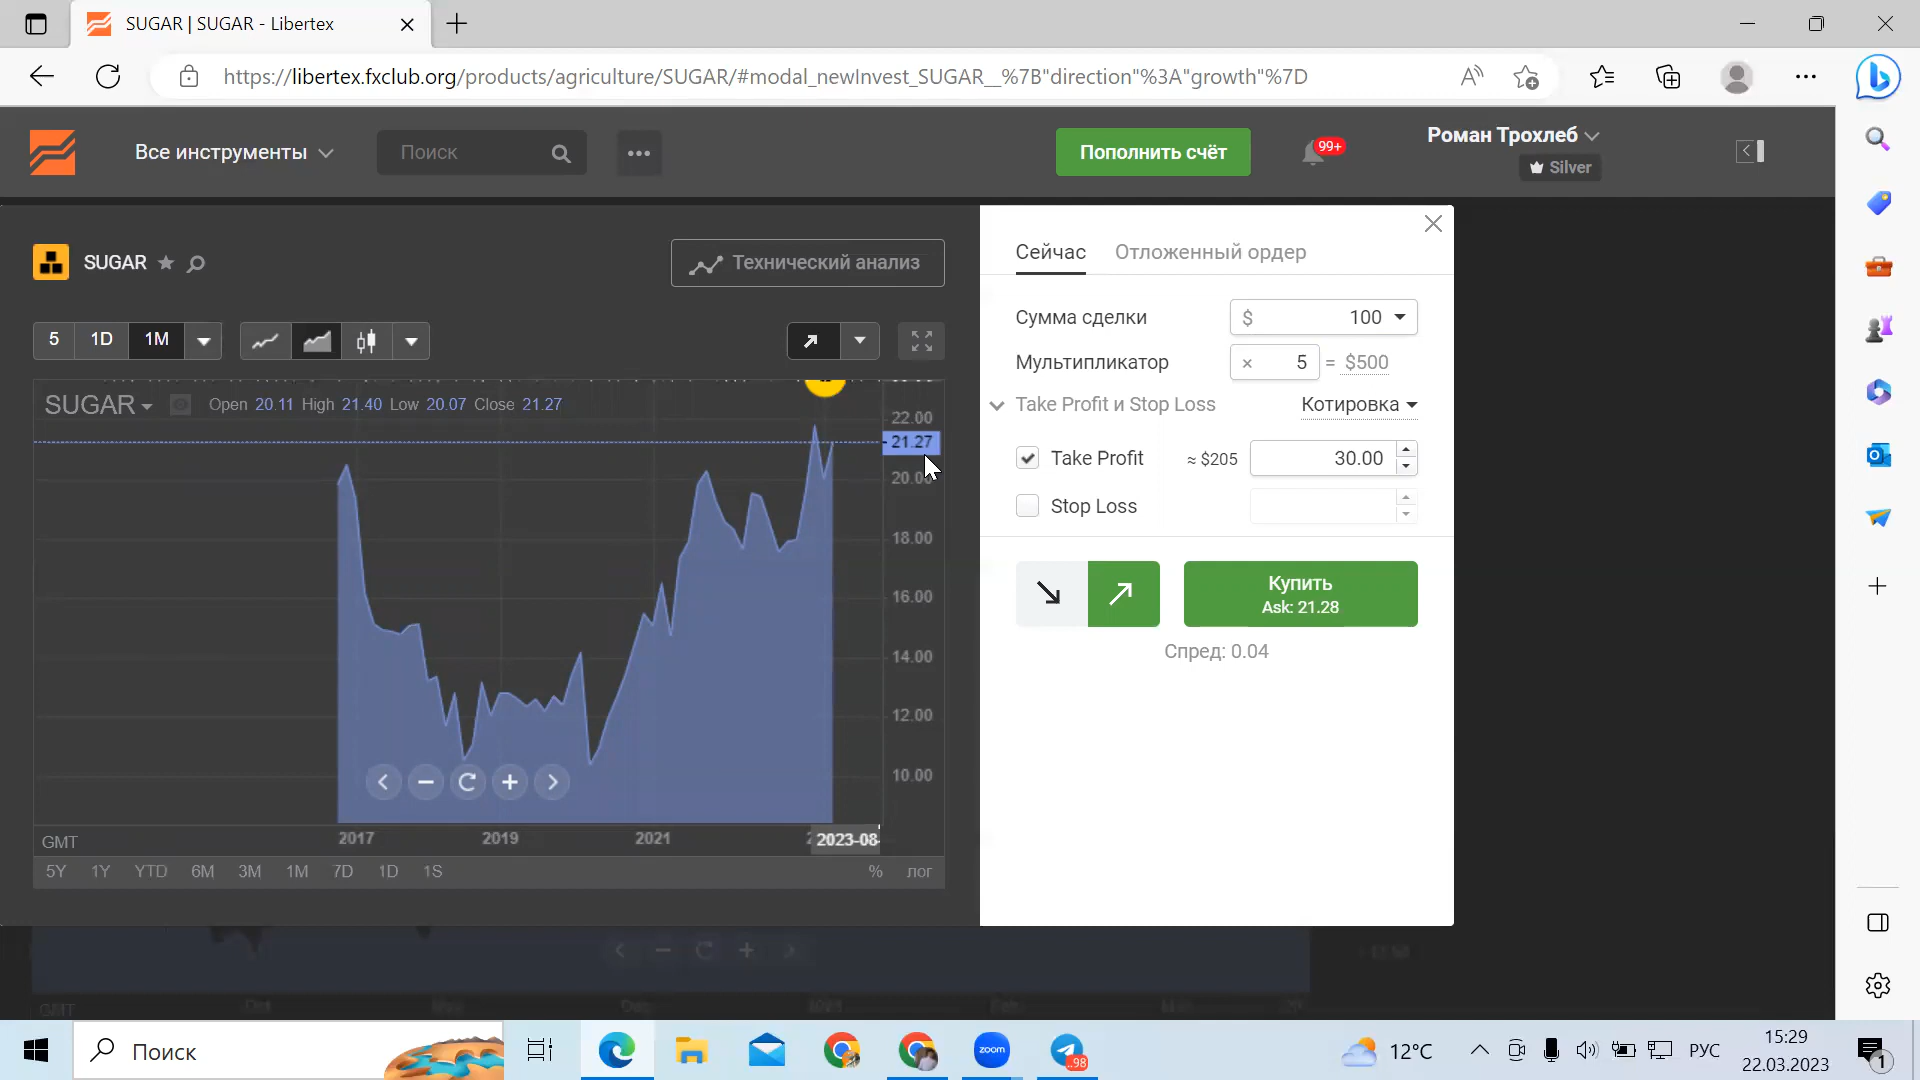 SUGAR | SUGAR - Libertex
https://libertex.fxclub.org/products/agriculture/SUGAR/#modal_newInvest_SUGAR__%7B"direction"%3A"growth"%7D
Все инструменты
Поиск
Пополнить счёт
99+
Роман Трохлеб
Silver
SUGAR
Технический анализ
5 1D 1M
SUGAR Open 20.11 High 21.40 Low 20.07 Close 21.27
22.00
21.27
18.00
16.00
14.00
12.00
10.00
GMT
2017 2019 2021 2023-08-
5Y 1Y YTD 6M 3M 1M 7D 1D 1S % лог
Сейчас Отложенный ордер
Сумма сделки $ 100
Мультипликатор × 5 = $500
Take Profit и Stop Loss Котировка
Take Profit ≈ $205 30.00
Stop Loss
Купить
Ask: 21.28
Спред: 0.04
GMT
Поиск
zoom
98
12°C
РУС
15:29
22.03.2023
1